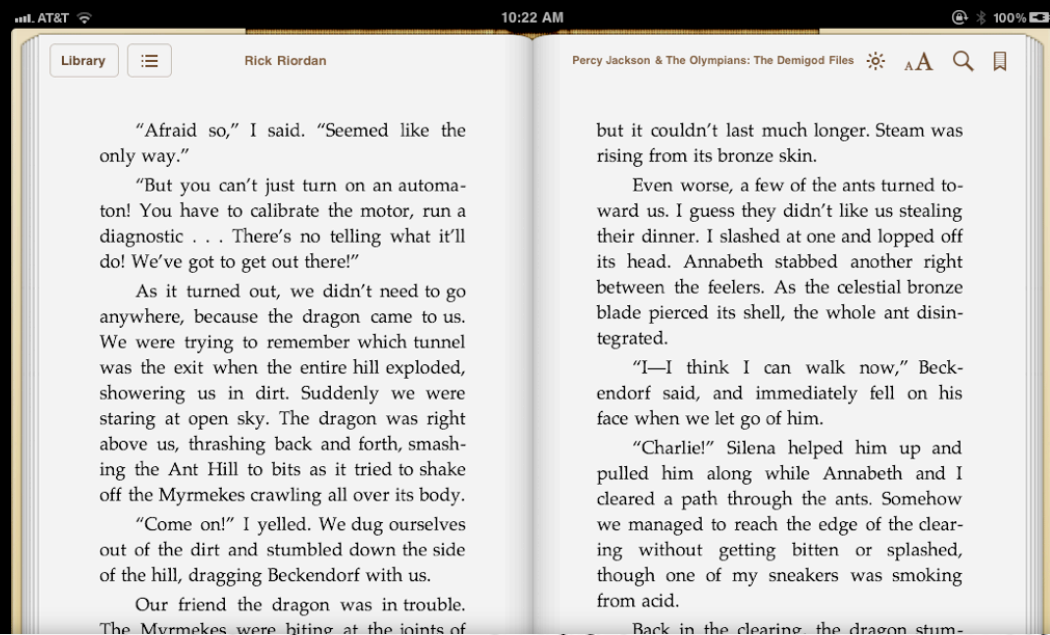 AT&T
10:22 AM
100%
Library
Rick Riordan
Percy Jackson & The Olympians: The Demigod Files
AA
“Afraid so,” I said. “Seemed like the
only way.”
“But you can’t just turn on an automa-
ton! You have to calibrate the motor, run a
diagnostic . . . There’s no telling what it’ll
do! We’ve got to get out there!”
As it turned out, we didn’t need to go
anywhere, because the dragon came to us.
We were trying to remember which tunnel
was the exit when the entire hill exploded,
showering us in dirt. Suddenly we were
staring at open sky. The dragon was right
above us, thrashing back and forth, smash-
ing the Ant Hill to bits as it tried to shake
off the Myrmekes crawling all over its body.
“Come on!” I yelled. We dug ourselves
out of the dirt and stumbled down the side
of the hill, dragging Beckendorf with us.
Our friend the dragon was in trouble.
The Myrmekes were biting at the joints of
but it couldn’t last much longer. Steam was
rising from its bronze skin.
Even worse, a few of the ants turned to-
ward us. I guess they didn’t like us stealing
their dinner. I slashed at one and lopped off
its head. Annabeth stabbed another right
between the feelers. As the celestial bronze
blade pierced its shell, the whole ant disin-
tegrated.
“I—I think I can walk now,” Beck-
endorf said, and immediately fell on his
face when we let go of him.
“Charlie!” Silena helped him up and
pulled him along while Annabeth and I
cleared a path through the ants. Somehow
we managed to reach the edge of the clear-
ing without getting bitten or splashed,
though one of my sneakers was smoking
from acid.
Back in the clearing, the dragon stum-